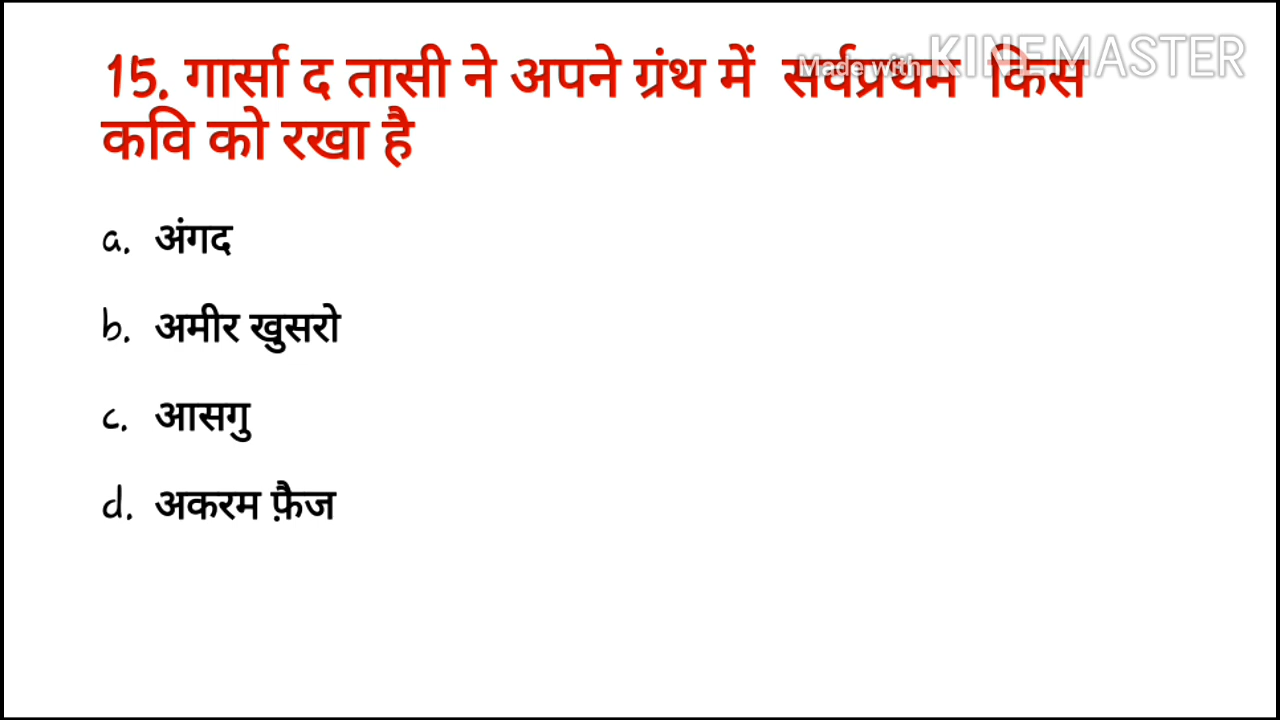 Made with KINEMASTER
15. गार्सा द तासी ने अपने ग्रंथ में सर्वप्रथम किस
कवि को रखा है
a. अंगद
b. अमीर खुसरो
c. आसगु
d. अकरम फ़ैज